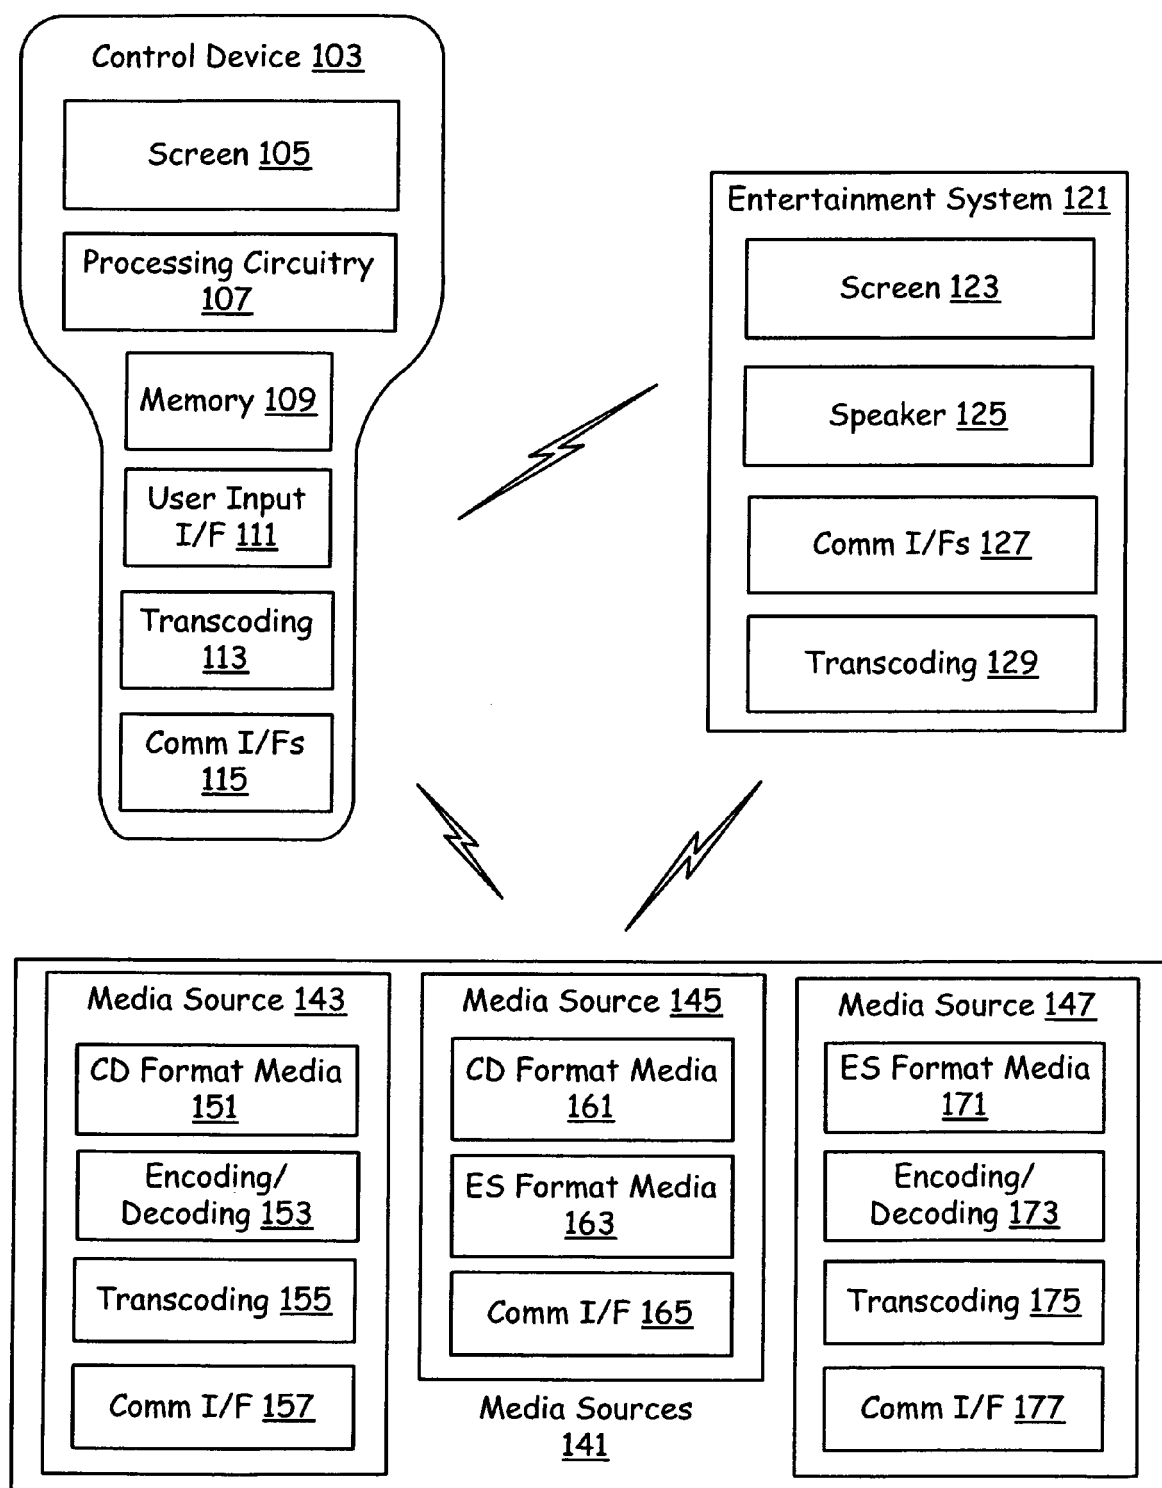 Control Device 103
Screen 105
Processing Circuitry
107
Memory 109
User Input
I/F 111
Transcoding
113
Comm I/Fs
115
Entertainment System 121
Screen 123
Speaker 125
Comm I/Fs 127
Transcoding 129
Media Source 143
CD Format Media
151
Encoding/
Decoding 153
Transcoding 155
Comm I/F 157
Media Source 145
CD Format Media
161
ES Format Media
163
Comm I/F 165
Media Sources
141
Media Source 147
ES Format Media
171
Encoding/
Decoding 173
Transcoding 175
Comm I/F 177